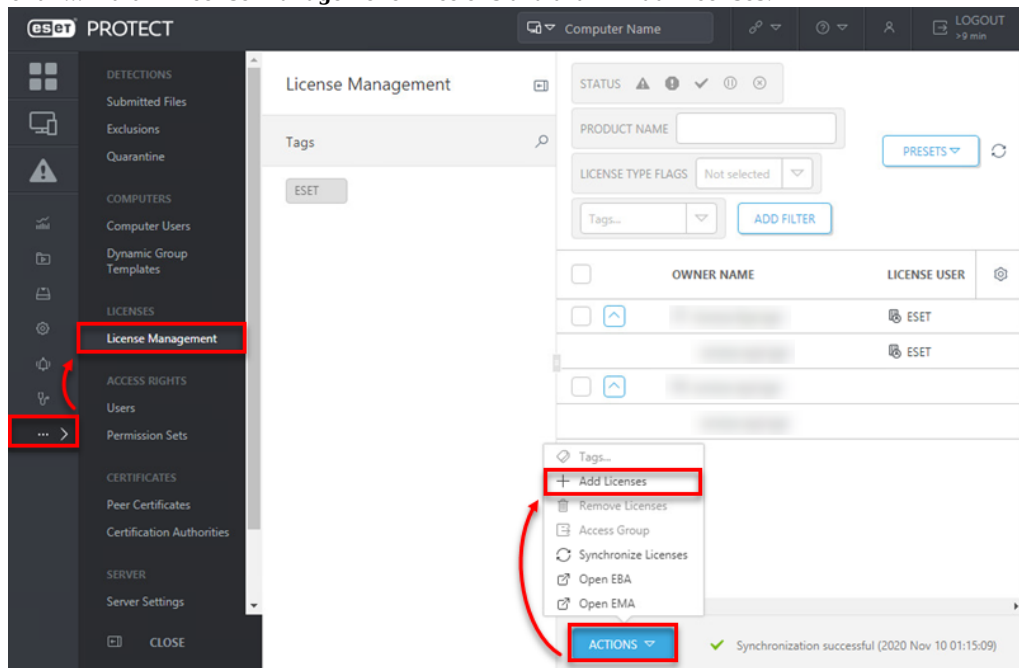 eset PROTECT
Computer Name
LOGOUT
>9 min
DETECTIONS
Submitted Files
Exclusions
Quarantine
COMPUTERS
Computer Users
Dynamic Group
Templates
LICENSES
License Management
ACCESS RIGHTS
Users
Permission Sets
CERTIFICATES
Peer Certificates
Certification Authorities
SERVER
Server Settings
CLOSE
License Management
Tags
ESET
STATUS
PRODUCT NAME
LICENSE TYPE FLAGS Not selected
Tags...
ADD FILTER
PRESETS
OWNER NAME LICENSE USER
ESET
ESET
Tags...
Add Licenses
Remove Licenses
Access Group
Synchronize Licenses
Open EBA
Open EMA
ACTIONS
Synchronization successful (2020 Nov 10 01:15:09)